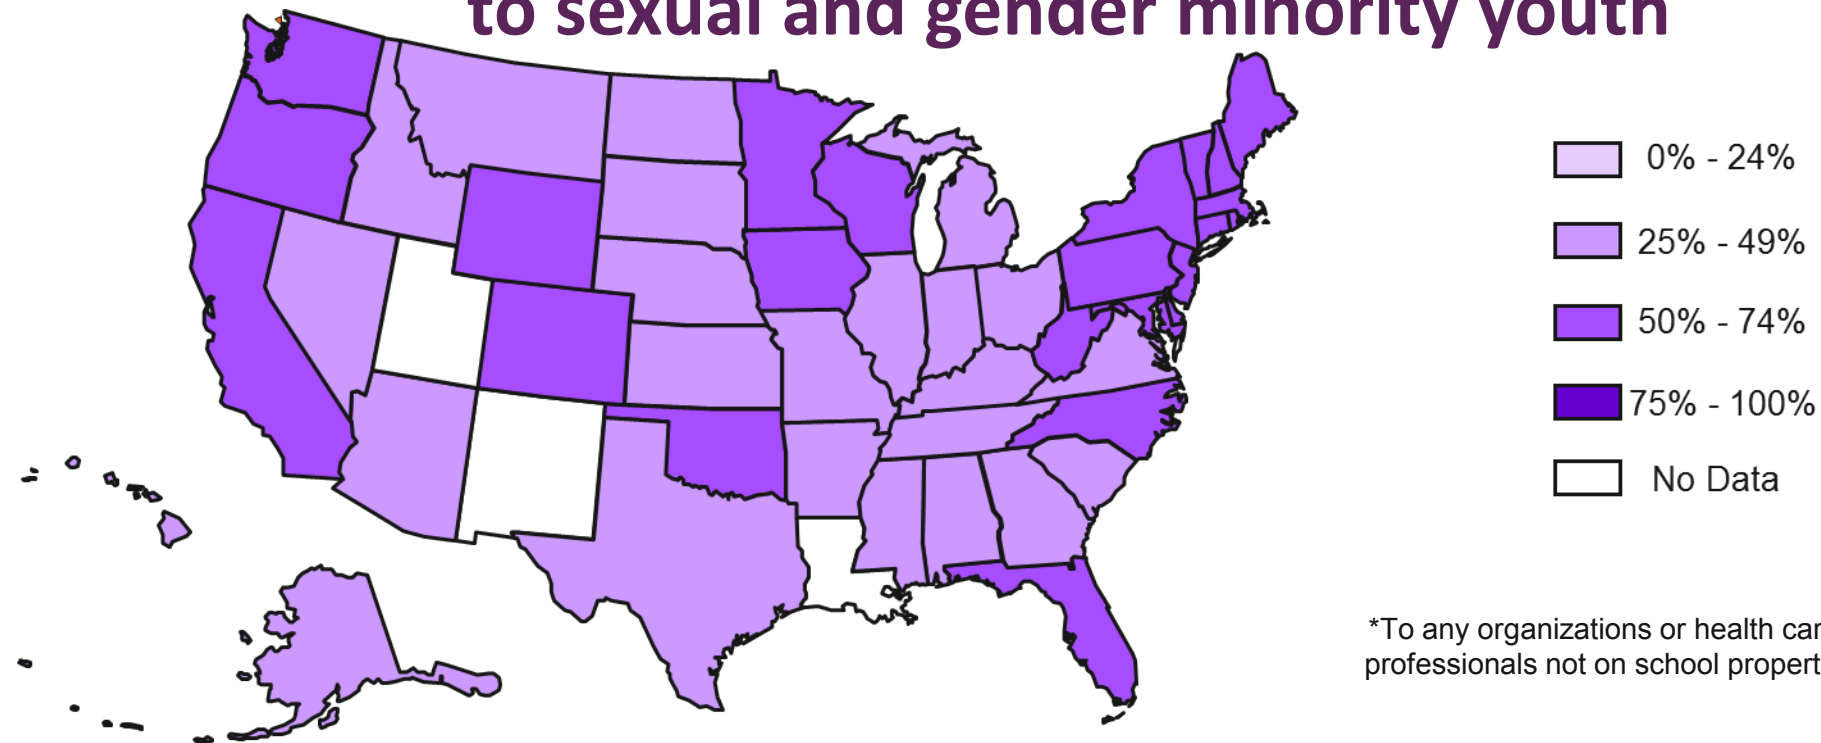 to sexual and gender minority youth
0% - 24%
25% - 49%
50% - 74%
75% - 100%
No Data
*To any organizations or health car
professionals not on school propert